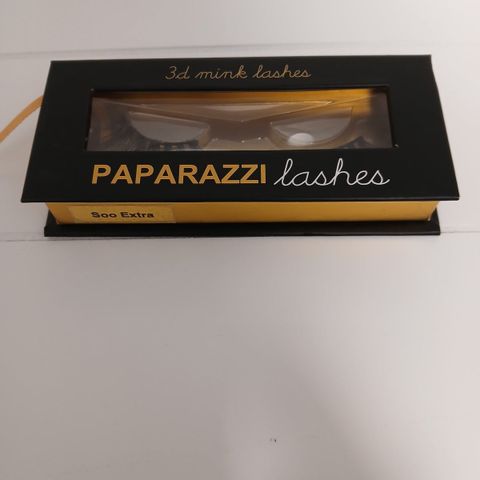 3d mink lashes
PAPARAZZI lashes
Soo Extra